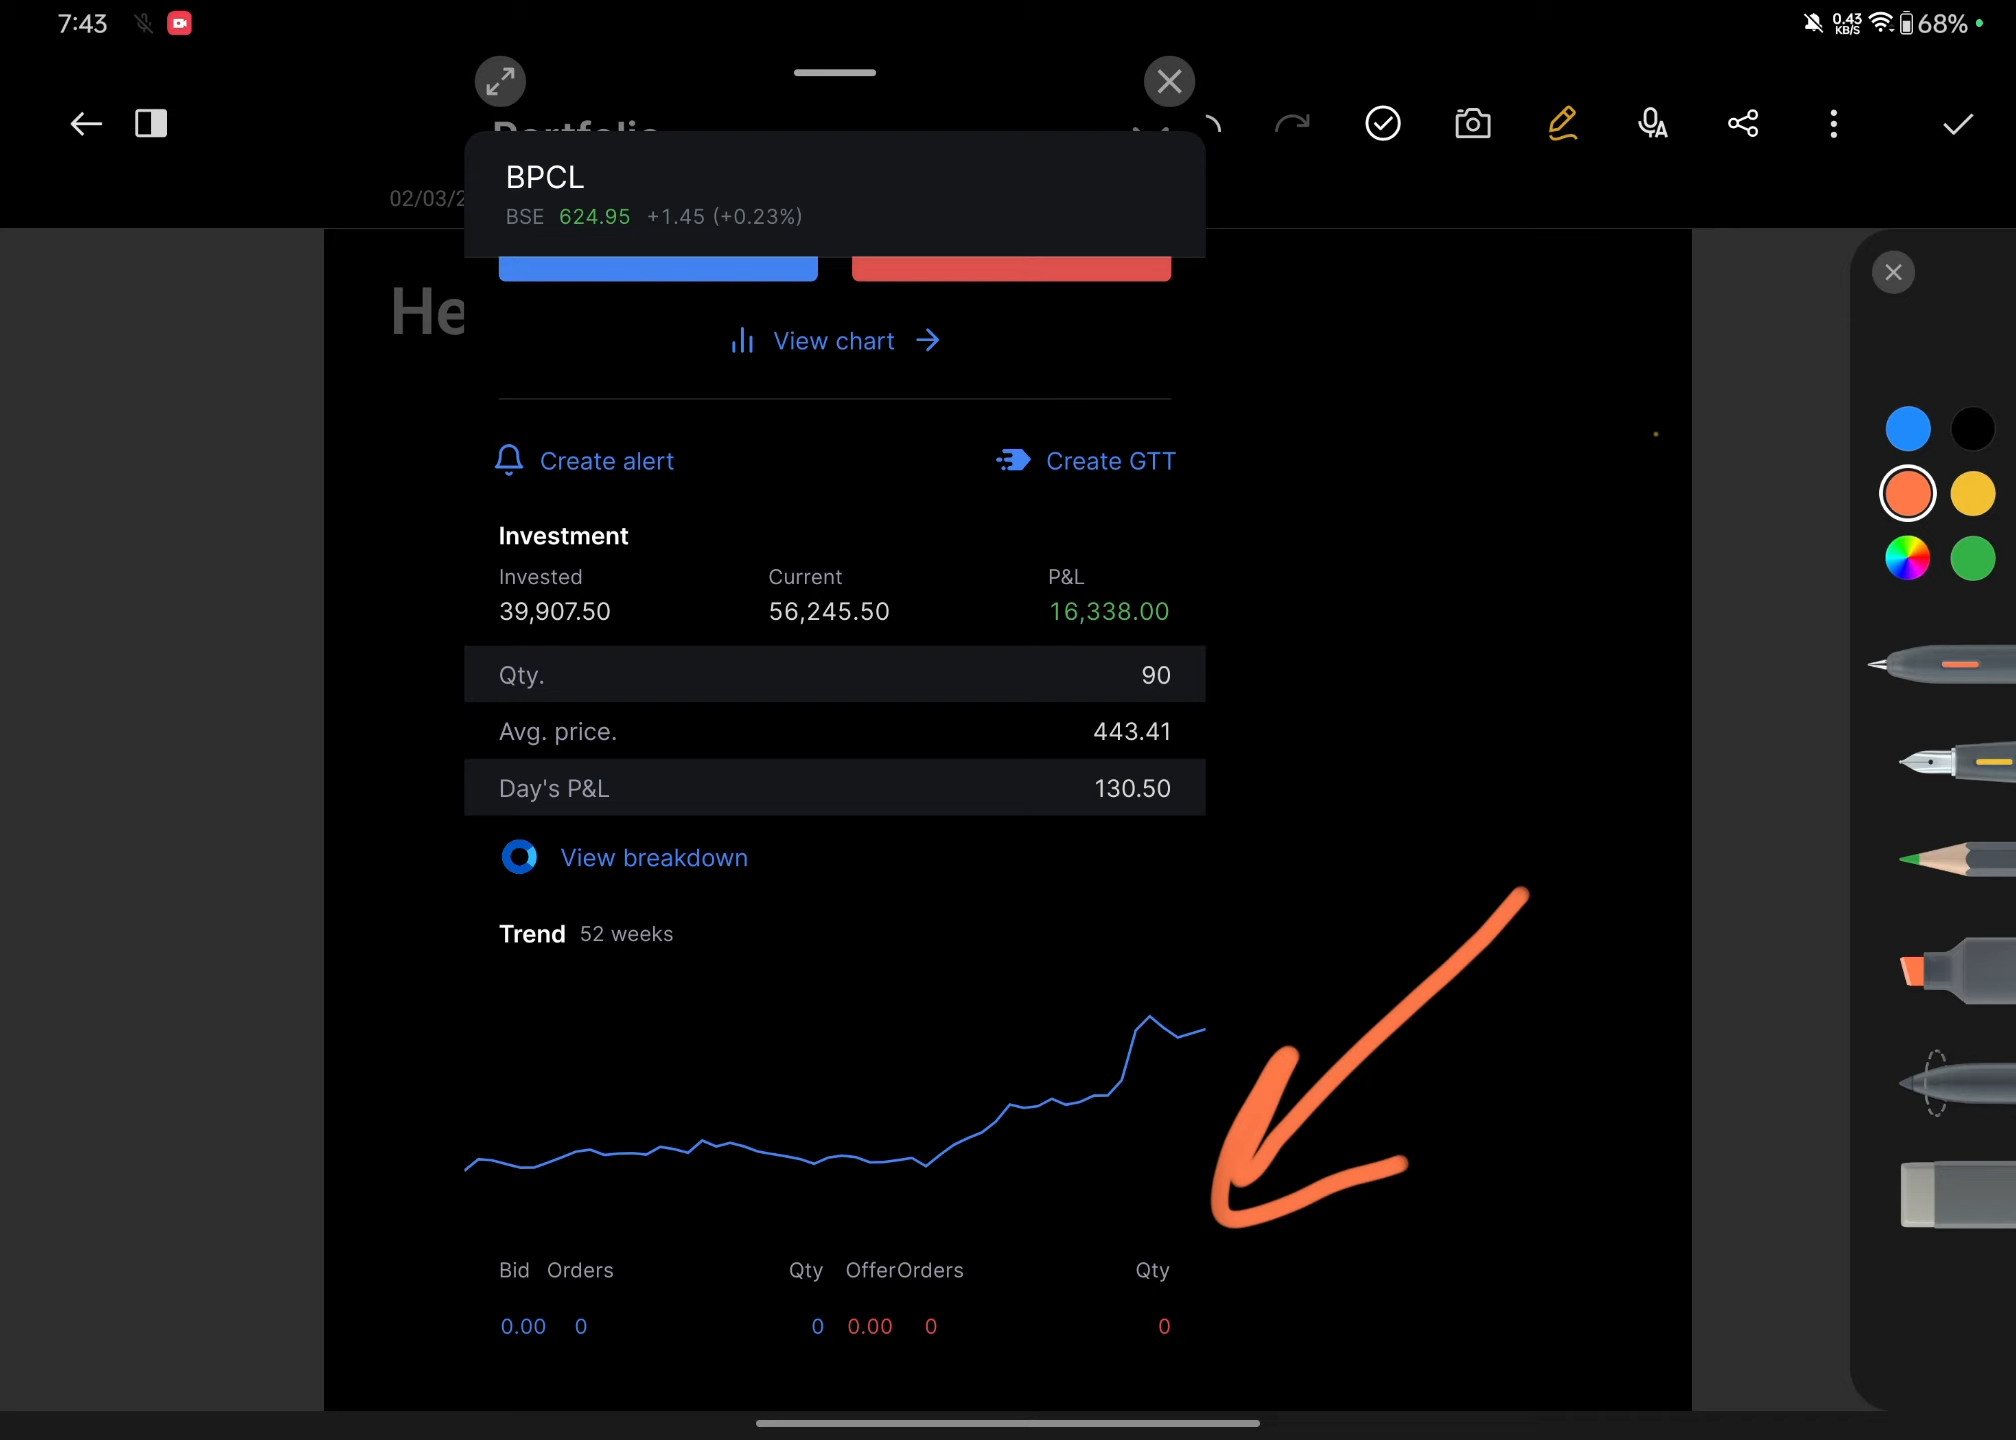 7:43
0.43 KB/S 68%
Portfolio
BPCL
02/03/2
BSE 624.95 +1.45 (+0.23%)
He
View chart
Create alert Create GTT
Investment
Invested Current P&L
39,907.50 56,245.50 16,338.00
Qty. 90
Avg. price. 443.41
Day's P&L 130.50
View breakdown
Trend 52 weeks
Bid Orders Qty Offer Orders Qty
0.00 0 0 0.00 0 0